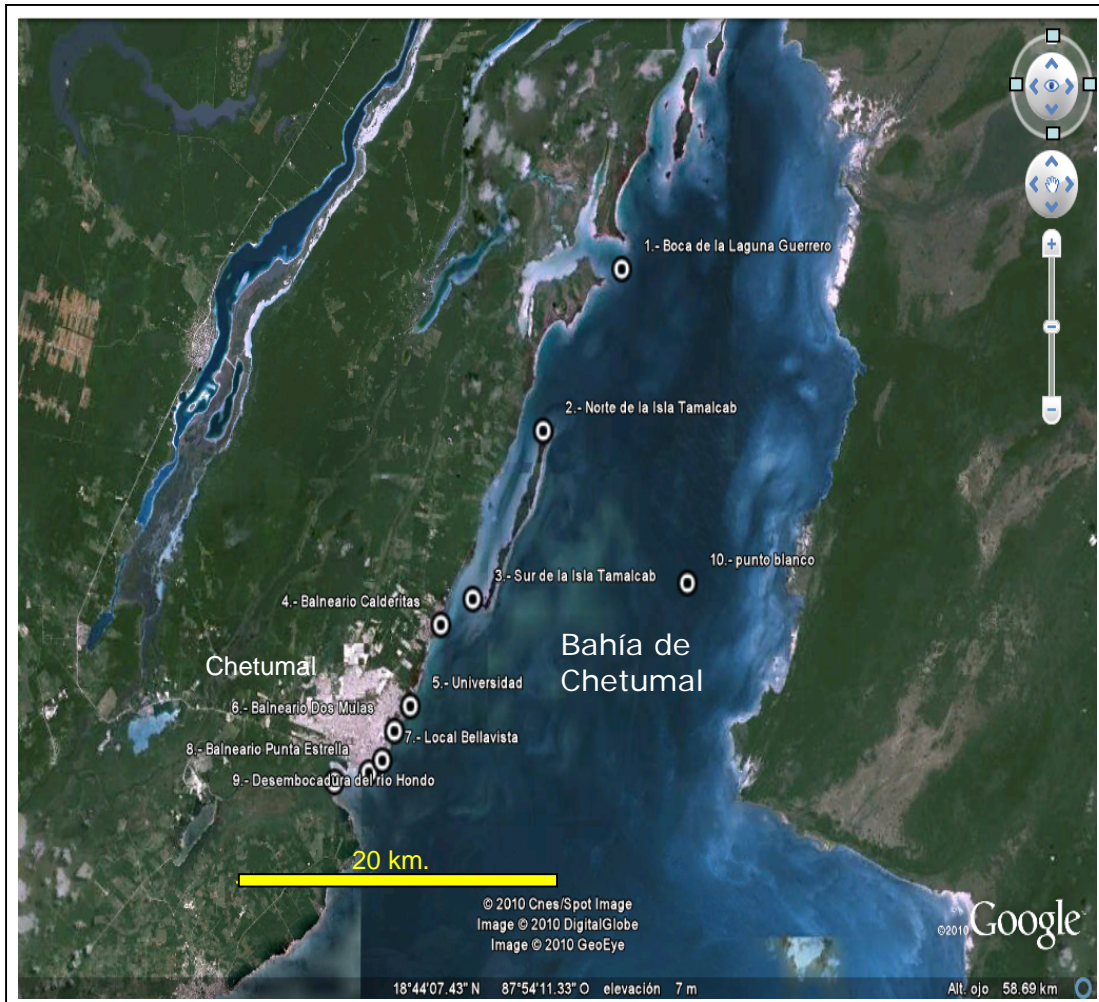 1.- Boca de la Laguna Guerrero
2.- Norte de la Isla Tamalcab
10.- punto blanco
3.- Sur de la Isla Tamalcab
4.- Balneario Calderitas
Bahía de
Chetumal
Chetumal
5.- Universidad
6.- Balneario Dos Mulas
7.- Local Bellavista
8.- Balneario Punta Estrella
9.- Desembocadura del río Hondo
20 km.
© 2010 Cnes/Spot Image
Image © 2010 DigitalGlobe
Image © 2010 GeoEye
©2010 Google
18°44'07.43" N 87°54'11.33" O elevación 7 m Alt. ojo 58.69 km